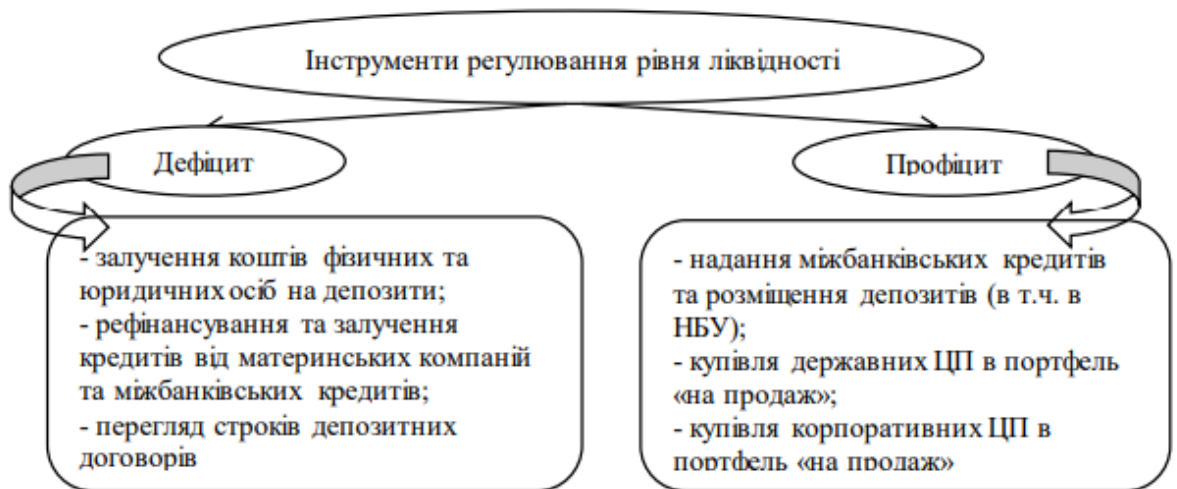 Інструменти регулювання рівня ліквідності
Дефіцит
- залучення коштів фізичних та
юридичних осіб на депозити;
- рефінансування та залучення
кредитів від материнських компаній
та міжбанківських кредитів;
- перегляд строків депозитних
договорів
Профіцит
- надання міжбанківських кредитів
та розміщення депозитів (в т.ч. в
НБУ);
- купівля державних ЦП в портфель
«на продаж»;
- купівля корпоративних ЦП в
портфель «на продаж»